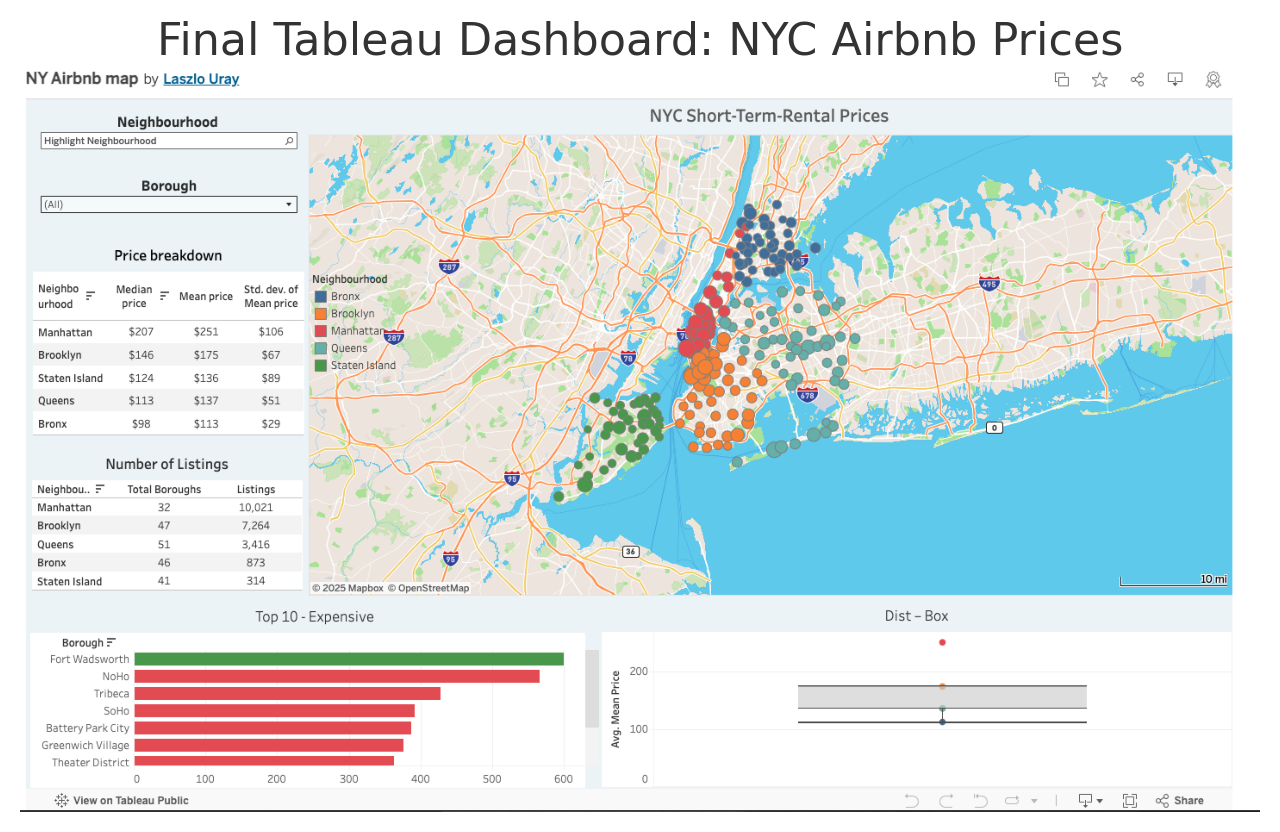 Final Tableau Dashboard: NYC Airbnb Prices
NY Airbnb map by Laszlo Uray
Neighbourhood
Highlight Neighbourhood
Borough
(All)
Price breakdown
Neighbo urhood Median price Mean price Std. dev. of Mean price
Manhattan $207 $251 $106
Brooklyn $146 $175 $67
Staten Island $124 $136 $89
Queens $113 $137 $51
Bronx $98 $113 $29
Number of Listings
Neighbou.. Total Boroughs Listings
Manhattan 32 10,021
Brooklyn 47 7,264
Queens 51 3,416
Bronx 46 873
Staten Island 41 314
NYC Short-Term-Rental Prices
Neighbourhood
Bronx
Brooklyn
Manhattan
Queens
Staten Island
287
287
78
95
95
495
678
0
36
© 2025 Mapbox © OpenStreetMap
10 mi
Top 10 - Expensive
Borough
Fort Wadsworth
NoHo
Tribeca
SoHo
Battery Park City
Greenwich Village
Theater District
0 100 200 300 400 500 600
Dist – Box
Avg. Mean Price
200
100
0
View on Tableau Public
Share